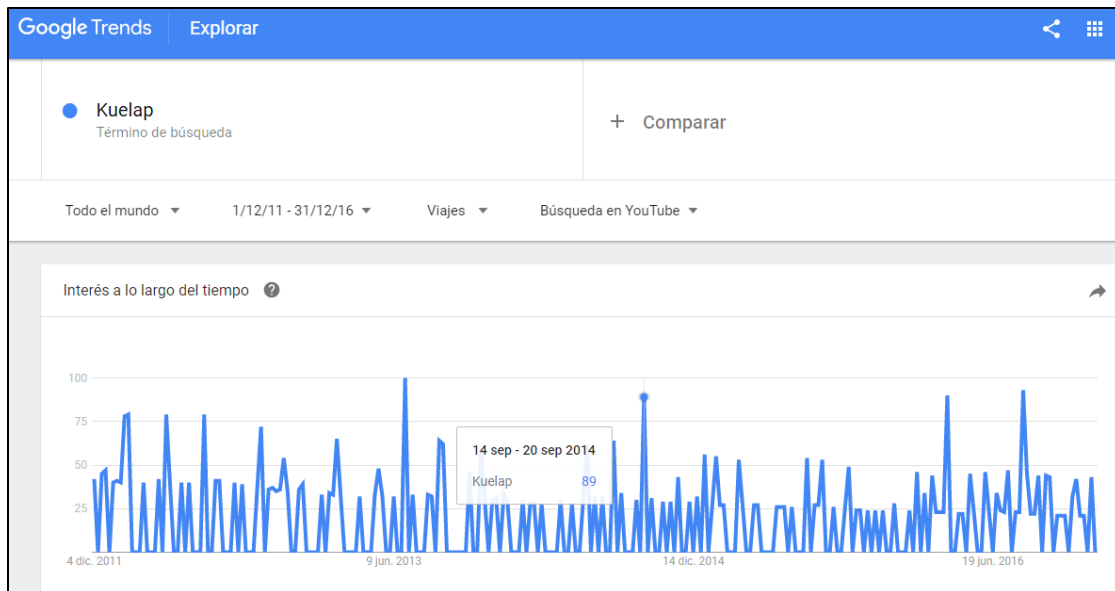 Google Trends Explorar
Kuelap
Término de búsqueda
+ Comparar
Todo el mundo 1/12/11 - 31/12/16 Viajes Búsqueda en YouTube
Interés a lo largo del tiempo ?
100
75
50
25
14 sep - 20 sep 2014
Kuelap 89
4 dic. 2011 9 jun. 2013 14 dic. 2014 19 jun. 2016